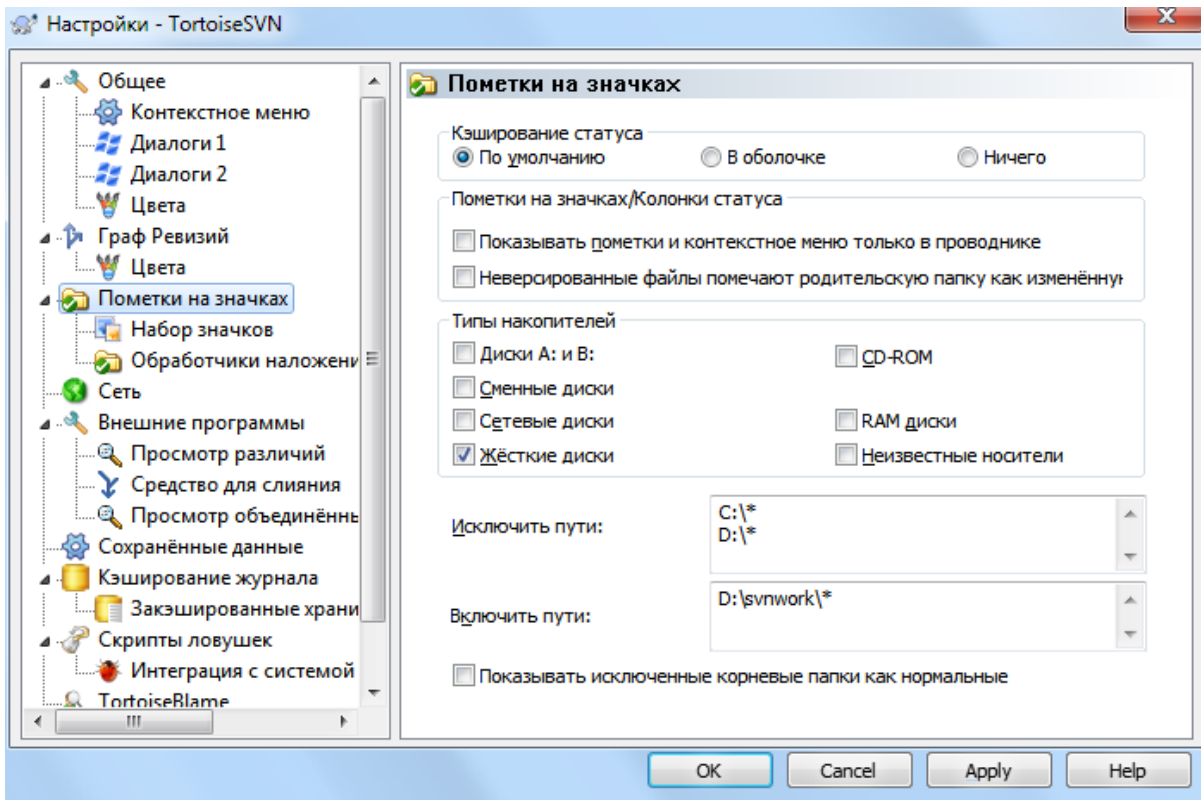 Настройки - TortoiseSVN
Общее
Контекстное меню
Диалоги 1
Диалоги 2
Цвета
Граф Ревизий
Цвета
Пометки на значках
Набор значков
Обработчики наложени
Сеть
Внешние программы
Просмотр различий
Средство для слияния
Просмотр объединённь
Сохранённые данные
Кэширование журнала
Закэшированные храни
Скрипты ловушек
Интеграция с системой
TortoiseBlame
Пометки на значках
Кэширование статуса
По умолчанию В оболочке Ничего
Пометки на значках/Колонки статуса
Показывать пометки и контекстное меню только в проводнике
Неверсированные файлы помечают родительскую папку как изменённую
Типы накопителей
Диски A: и B: CD-ROM
Сменные диски
Сетевые диски RAM диски
Жёсткие диски Неизвестные носители
Исключить пути:
C:\*
D:\*
Включить пути:
D:\svnwork\*
Показывать исключенные корневые папки как нормальные
OK Cancel Apply Help